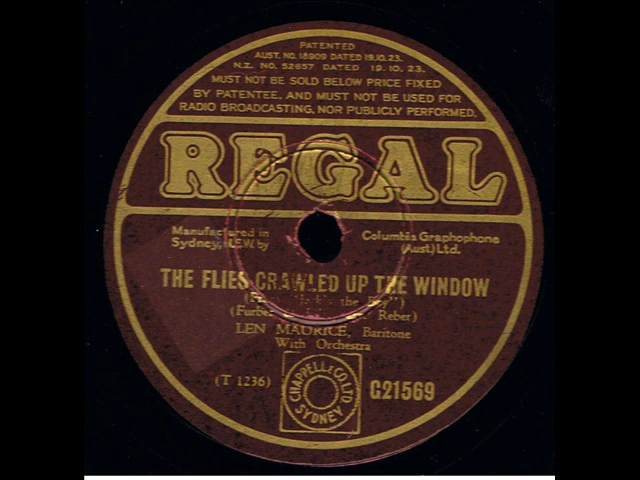 PATENTED
AUST. NO. 18909 DATED 19.10.23.
N.Z. NO. 52657 DATED 19.10.23.
MUST NOT BE SOLD BELOW PRICE FIXED
BY PATENTEE, AND MUST NOT BE USED FOR
RADIO BROADCASTING, NOR PUBLICLY PERFORMED.
REGAL
Manufactured in
Sydney, N.S.W. by
Columbia Graphophone
(Aust.) Ltd.
THE FLIES CRAWLED UP THE WINDOW
the
Reber)
LEN MAURICE, Baritone
With Orchestra
(T 1236)
CHAPPELL & CO LTD
SYDNEY
G21569